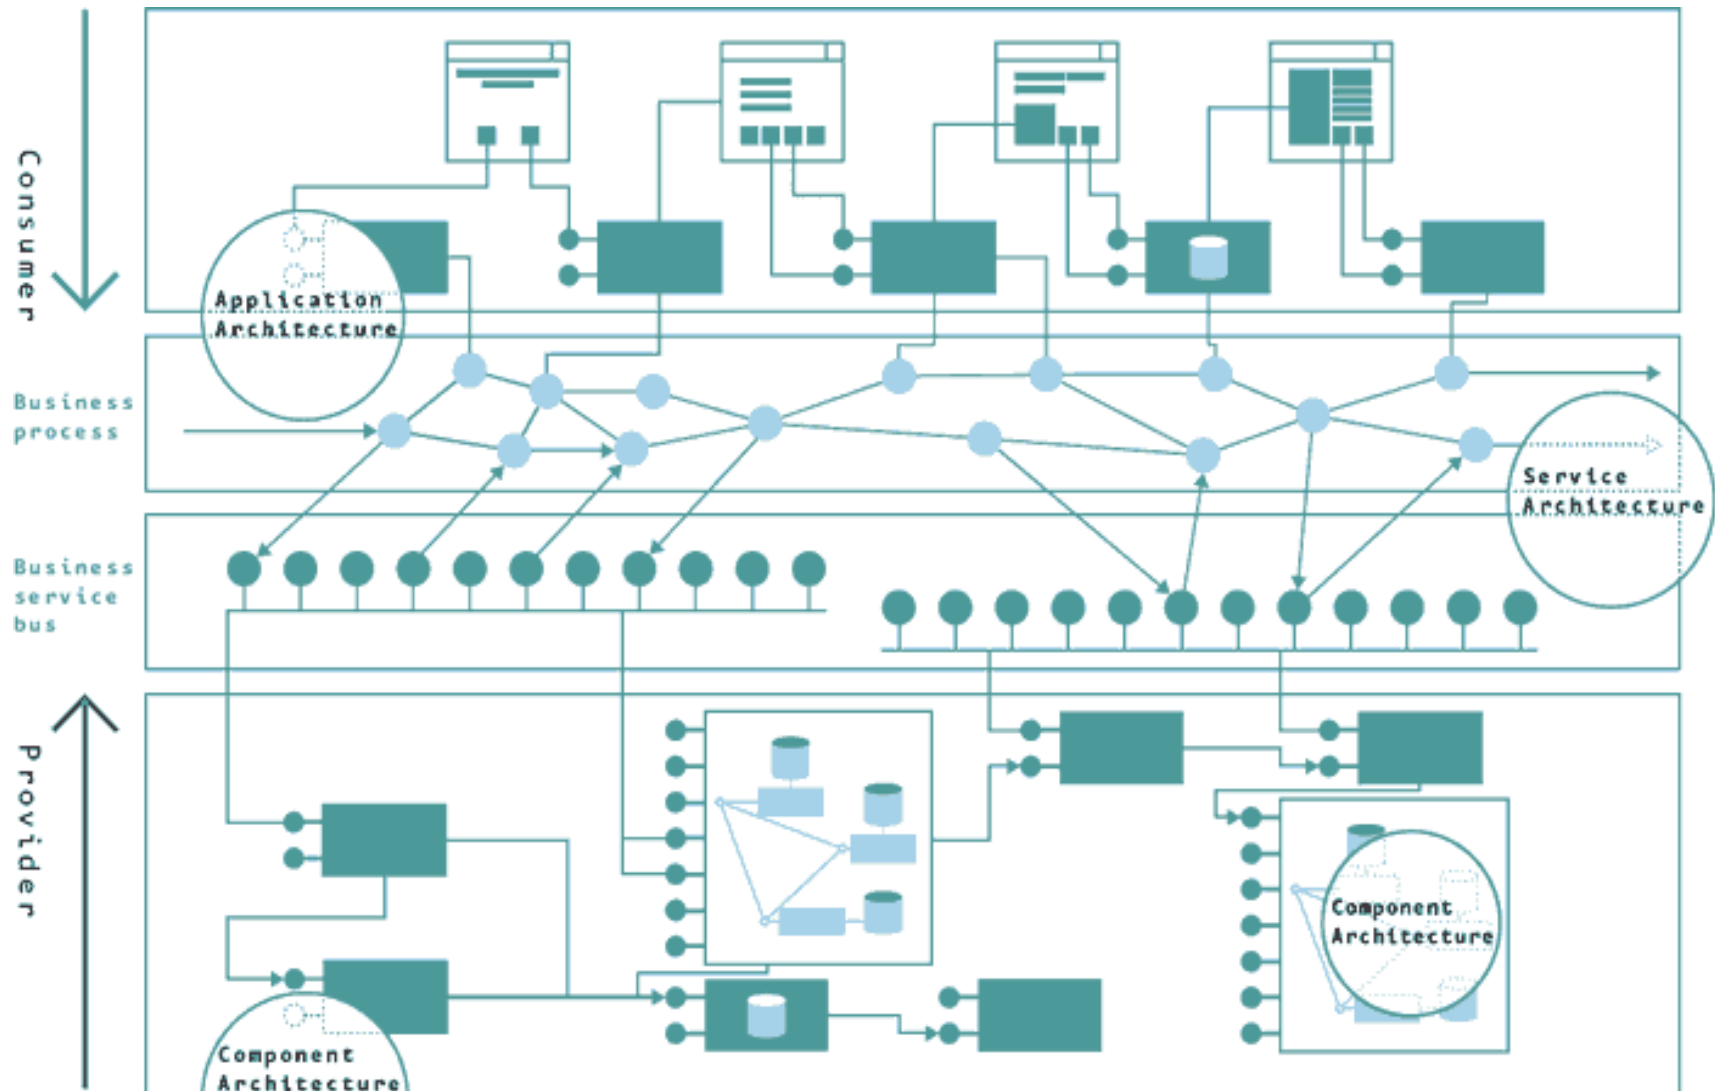 Consumer
Application
Architecture
Business
process
Service
Architecture
Business
service
bus
Provider
Component
Architecture
Component
Architecture